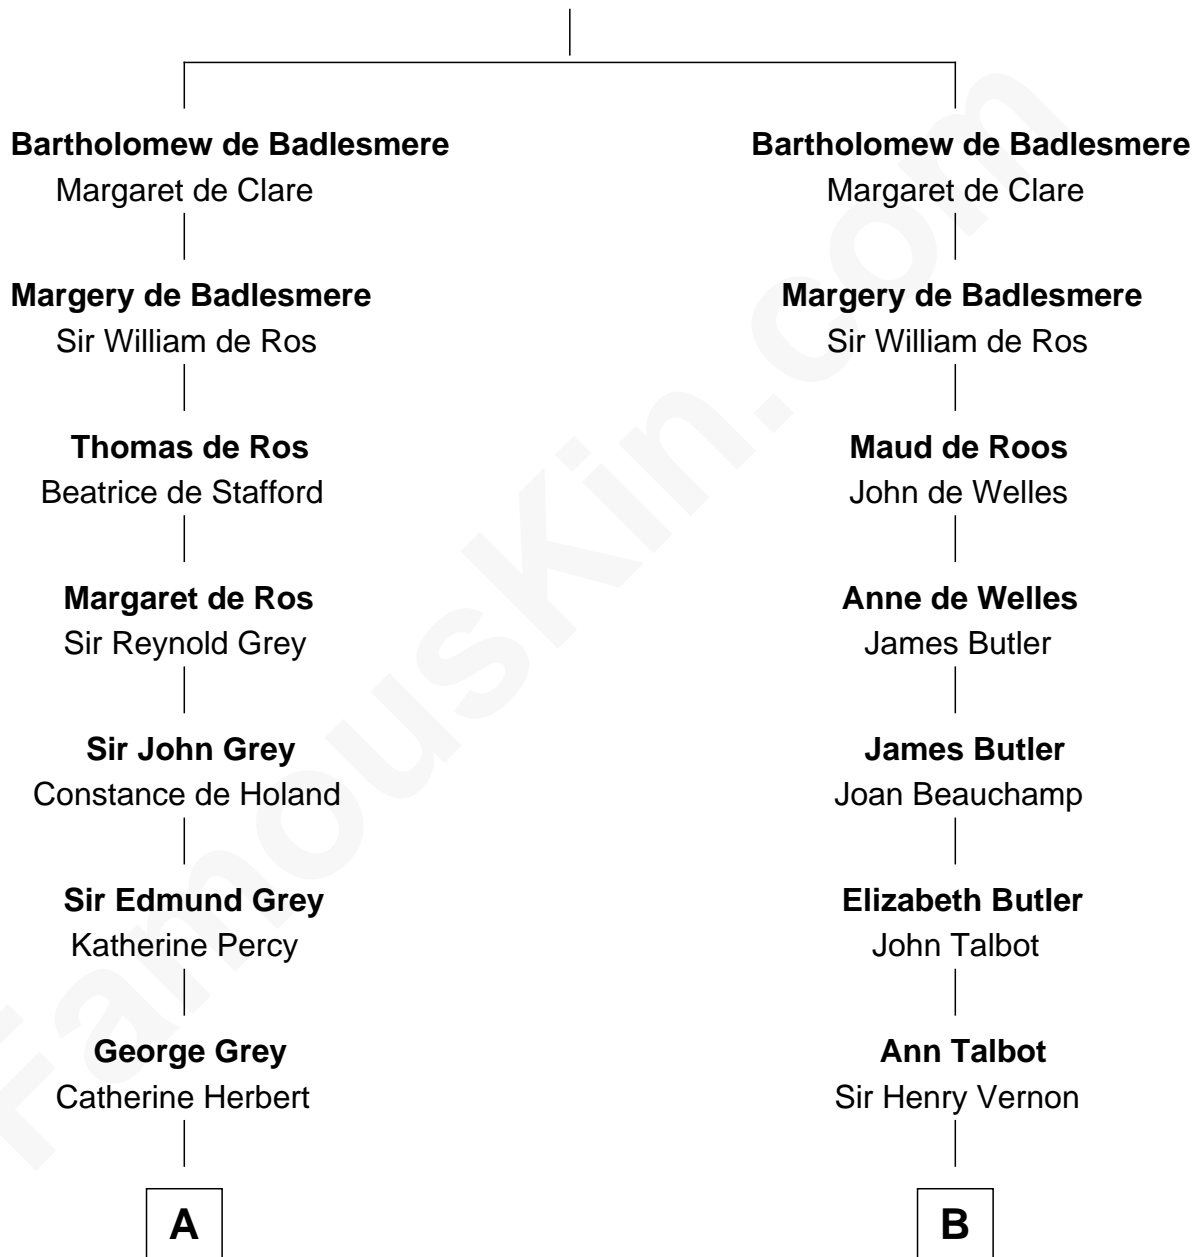 Bartholomew de Badlesmere
Margaret de Clare
Margery de Badlesmere
Sir William de Ros
Thomas de Ros
Beatrice de Stafford
Margaret de Ros
Sir Reynold Grey
Sir John Grey
Constance de Holand
Sir Edmund Grey
Katherine Percy
George Grey
Catherine Herbert
A
Bartholomew de Badlesmere
Margaret de Clare
Margery de Badlesmere
Sir William de Ros
Maud de Roos
John de Welles
Anne de Welles
James Butler
James Butler
Joan Beauchamp
Elizabeth Butler
John Talbot
Ann Talbot
Sir Henry Vernon
B
FamousKin.com